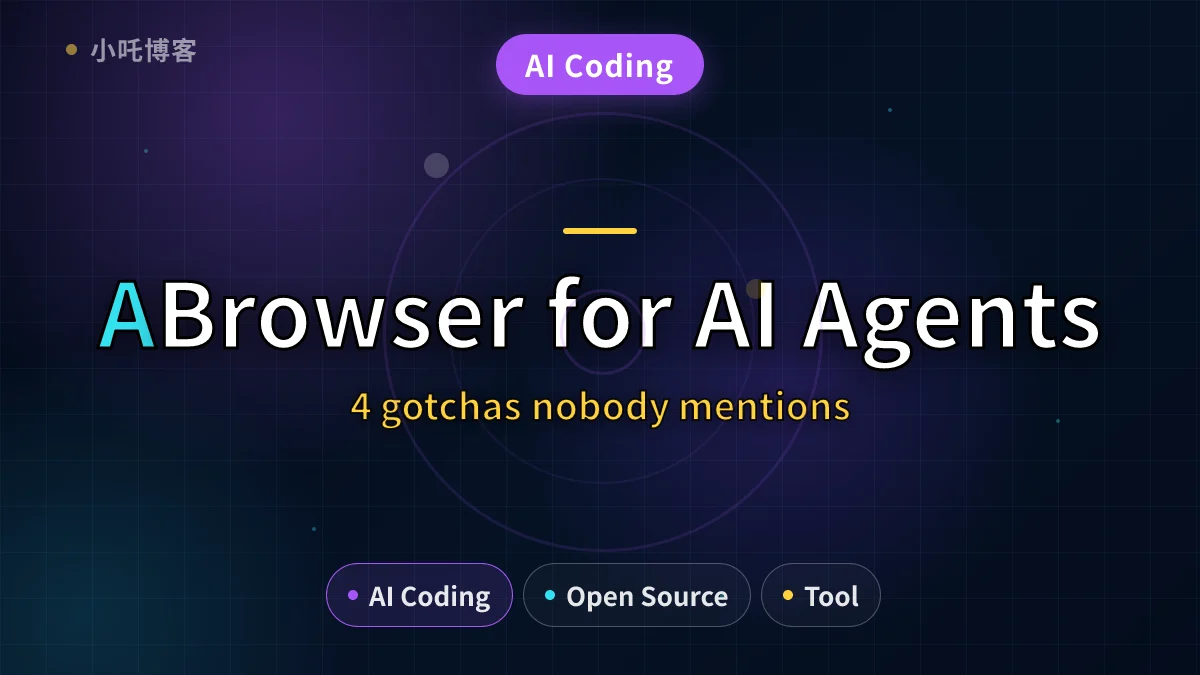 小吒博客
AI Coding
ABrowser for AI Agents
4 gotchas nobody mentions
AI Coding
Open Source
Tool